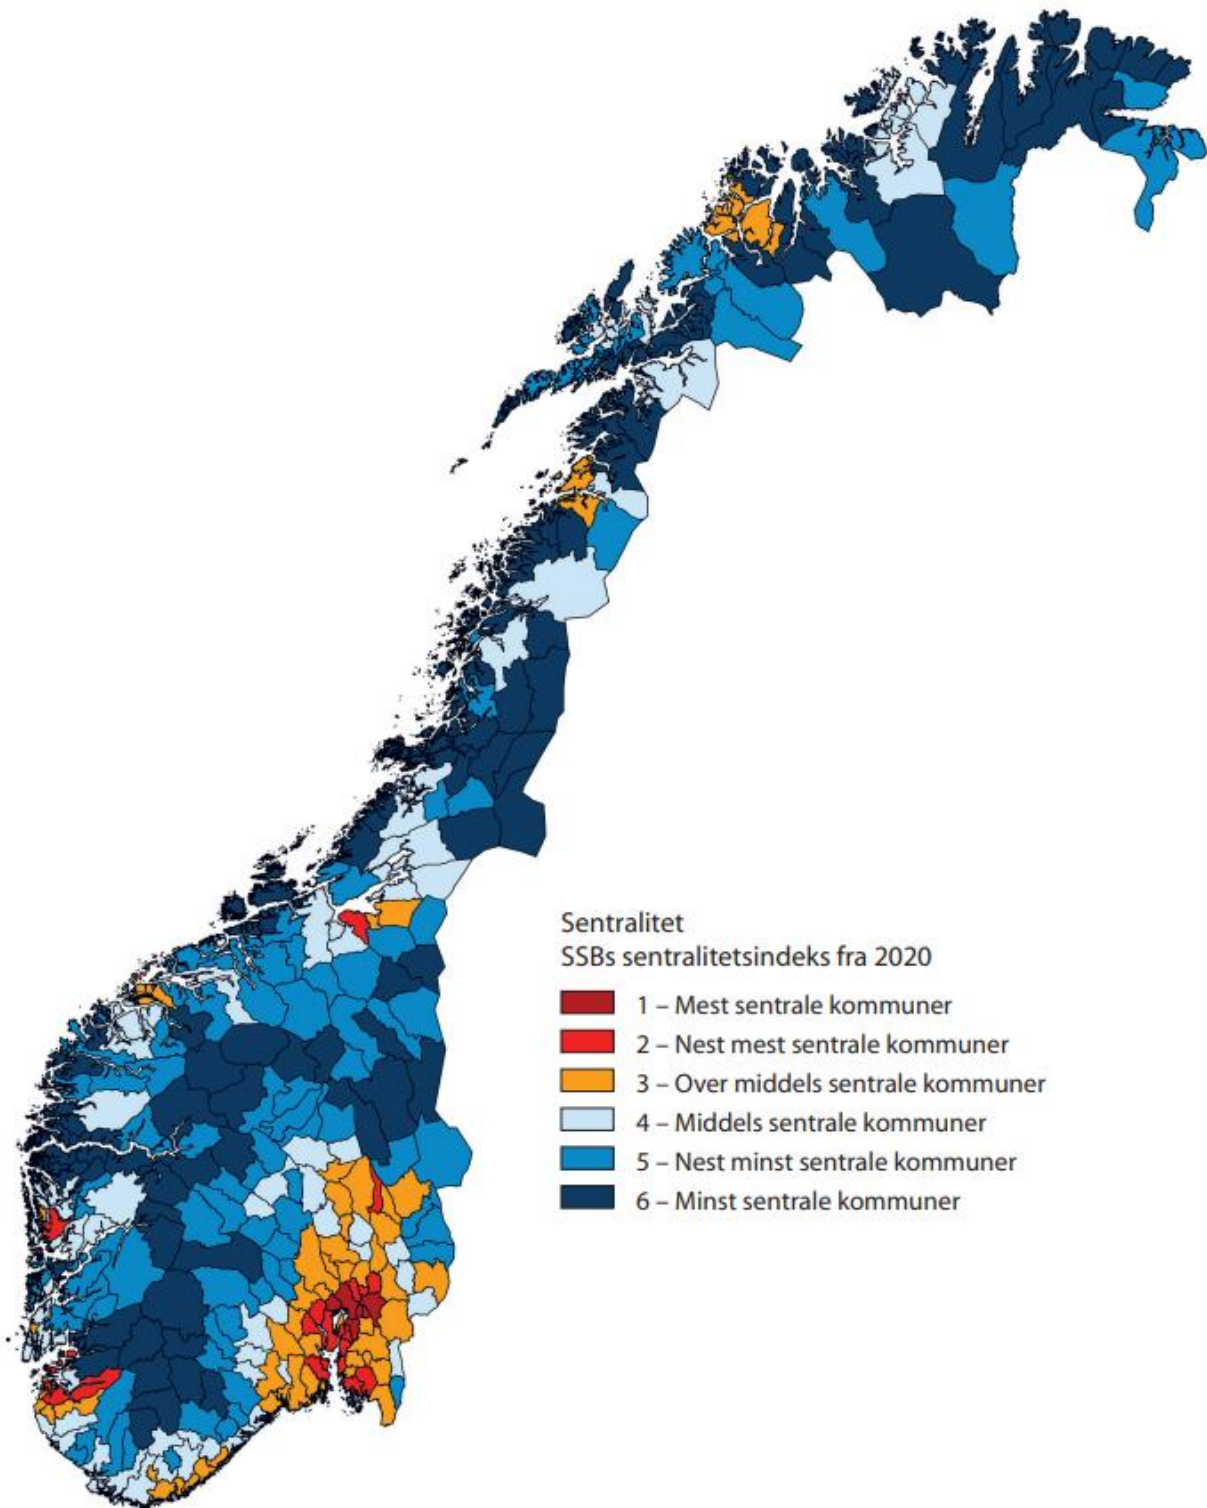 Sentralitet
SSBs sentralitetsindeks fra 2020
1 – Mest sentrale kommuner
2 – Nest mest sentrale kommuner
3 – Over middels sentrale kommuner
4 – Middels sentrale kommuner
5 – Nest minst sentrale kommuner
6 – Minst sentrale kommuner